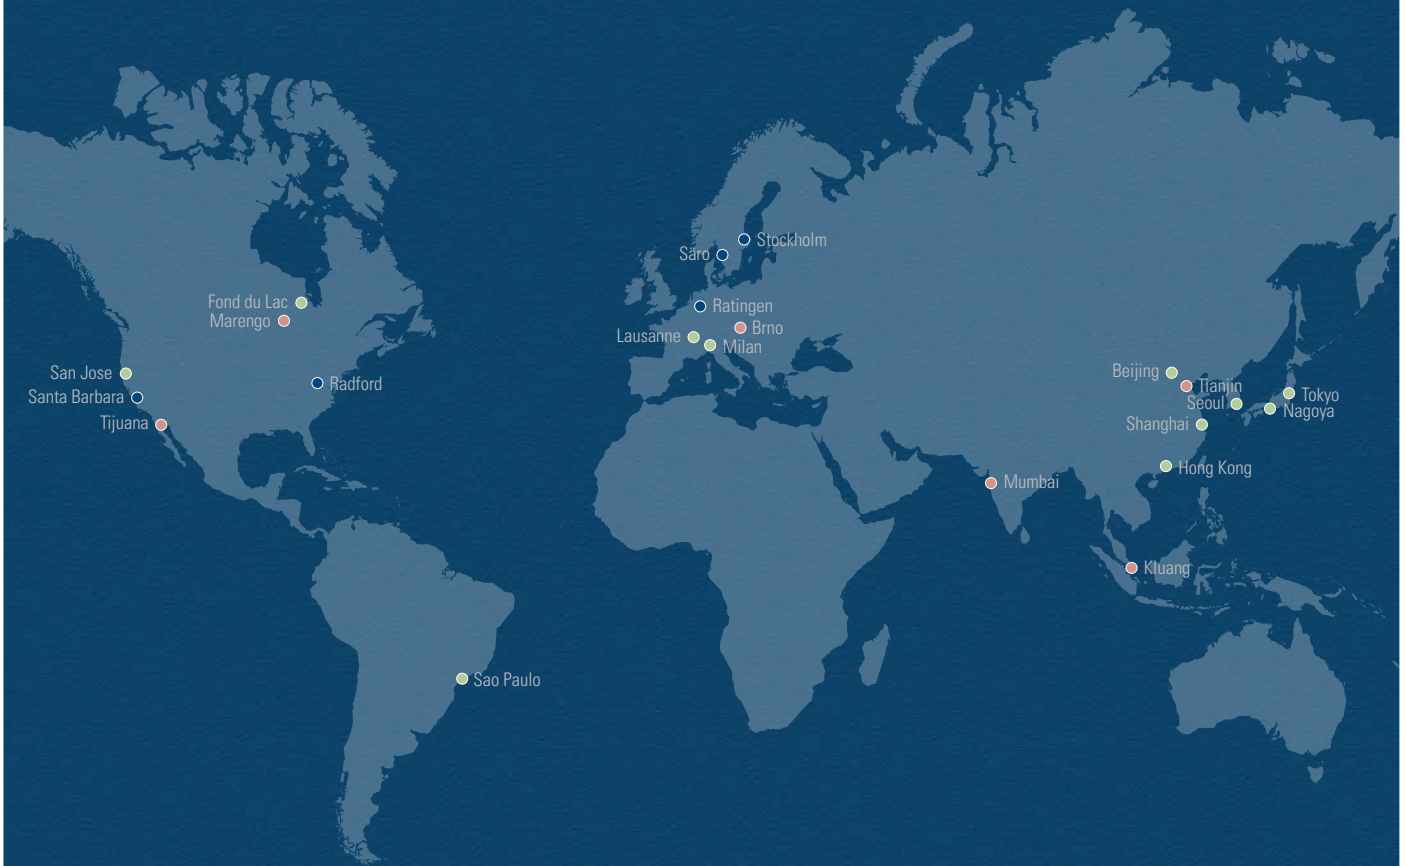 Stockholm
Säro
Fond du Lac
Ratingen
Marengo
Brno
Lausanne
Milan
San Jose
Beijing
Radford
Tianjin
Santa Barbara
Tokyo
Seoul
Nagoya
Tijuana
Shanghai
Hong Kong
Mumbai
Kluang
Sao Paulo